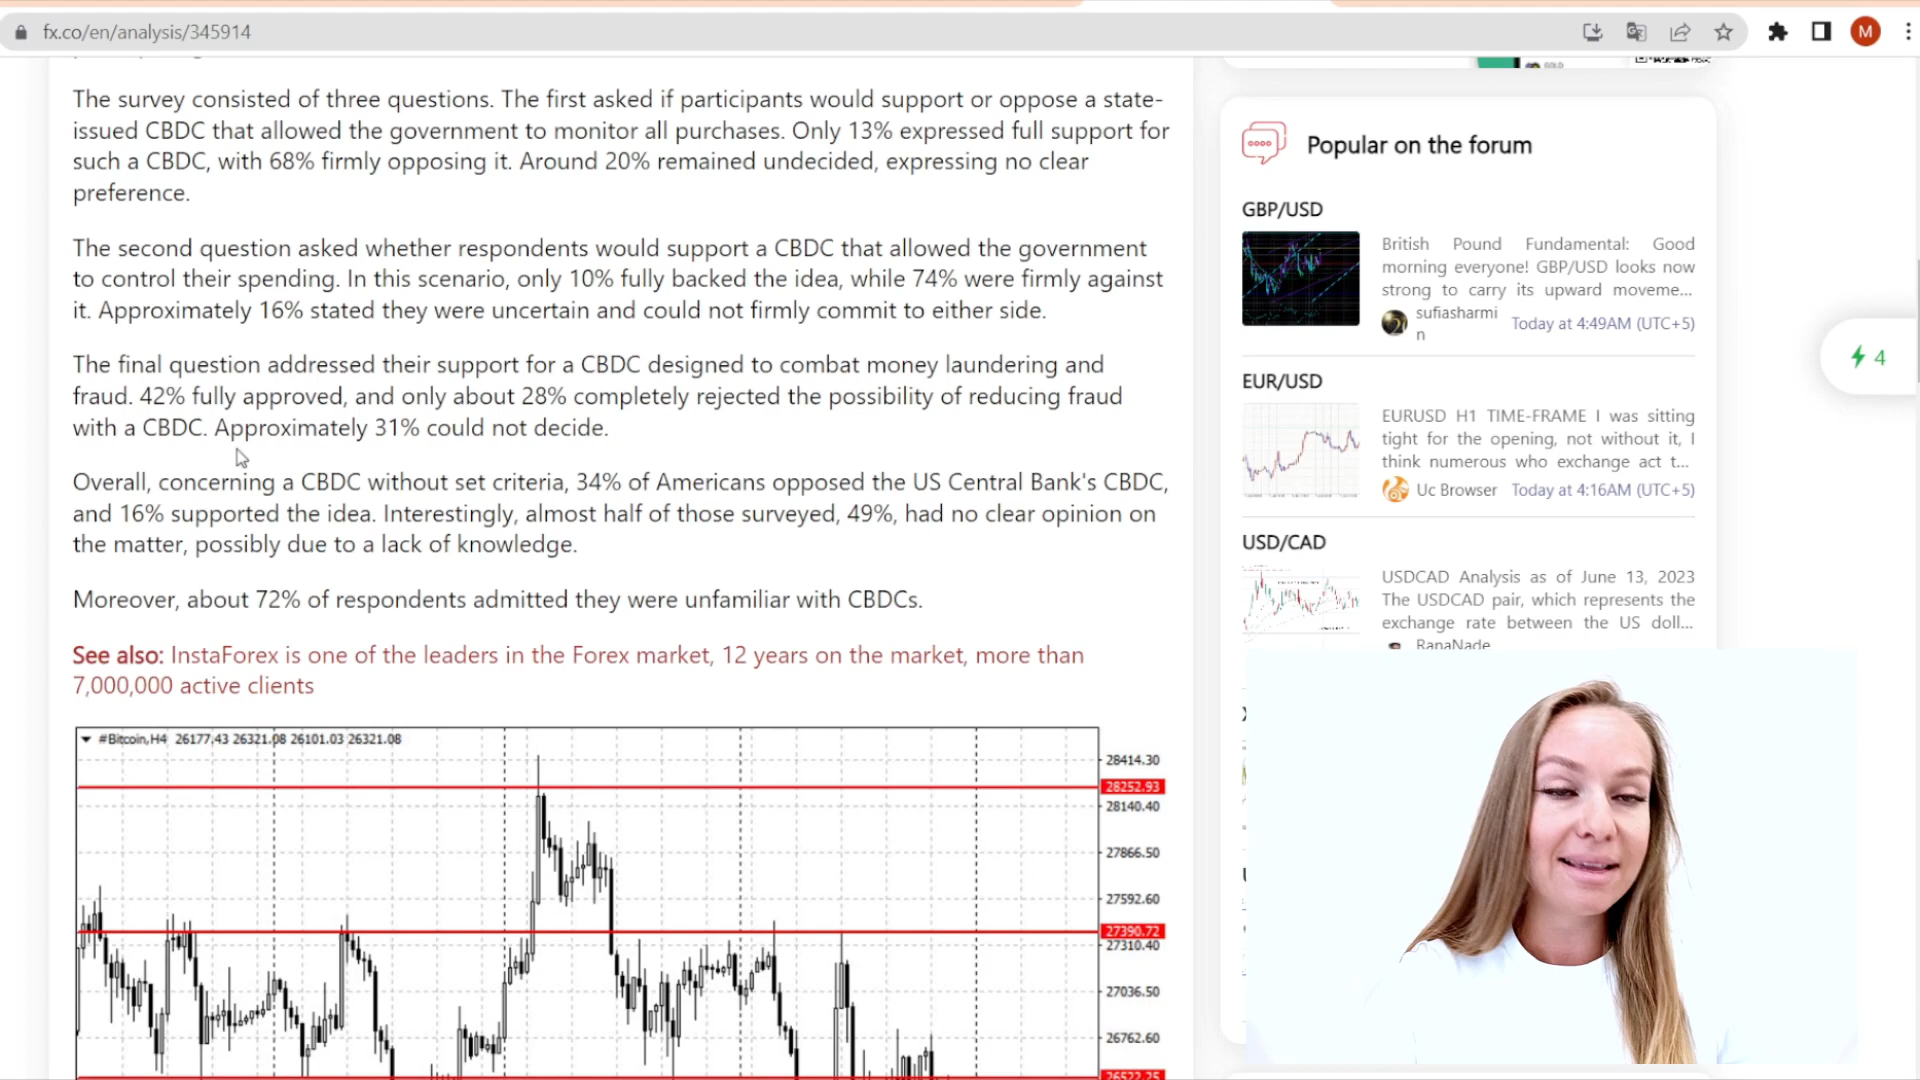 fx.co/en/analysis/345914
M
The survey consisted of three questions. The first asked if participants would support or oppose a state-
issued CBDC that allowed the government to monitor all purchases. Only 13% expressed full support for
such a CBDC, with 68% firmly opposing it. Around 20% remained undecided, expressing no clear
preference.
The second question asked whether respondents would support a CBDC that allowed the government
to control their spending. In this scenario, only 10% fully backed the idea, while 74% were firmly against
it. Approximately 16% stated they were uncertain and could not firmly commit to either side.
The final question addressed their support for a CBDC designed to combat money laundering and
fraud. 42% fully approved, and only about 28% completely rejected the possibility of reducing fraud
with a CBDC. Approximately 31% could not decide.
Overall, concerning a CBDC without set criteria, 34% of Americans opposed the US Central Bank's CBDC,
and 16% supported the idea. Interestingly, almost half of those surveyed, 49%, had no clear opinion on
the matter, possibly due to a lack of knowledge.
Moreover, about 72% of respondents admitted they were unfamiliar with CBDCs.
See also: InstaForex is one of the leaders in the Forex market, 12 years on the market, more than
7,000,000 active clients
#Bitcoin,H4 26177.43 26321.08 26101.03 26321.08
28414.30
28252.93
28140.40
27866.50
27592.60
27390.72
27310.40
27036.50
26762.60
26522.25
GOLD
Popular on the forum
GBP/USD
British Pound Fundamental: Good
morning everyone! GBP/USD looks now
strong to carry its upward moveme...
sufiasharmi
n
Today at 4:49AM (UTC+5)
EUR/USD
EURUSD H1 TIME-FRAME I was sitting
tight for the opening, not without it, I
think numerous who exchange act t...
Uc Browser Today at 4:16AM (UTC+5)
USD/CAD
USDCAD Analysis as of June 13, 2023
The USDCAD pair, which represents the
exchange rate between the US doll...
RanaNade
4